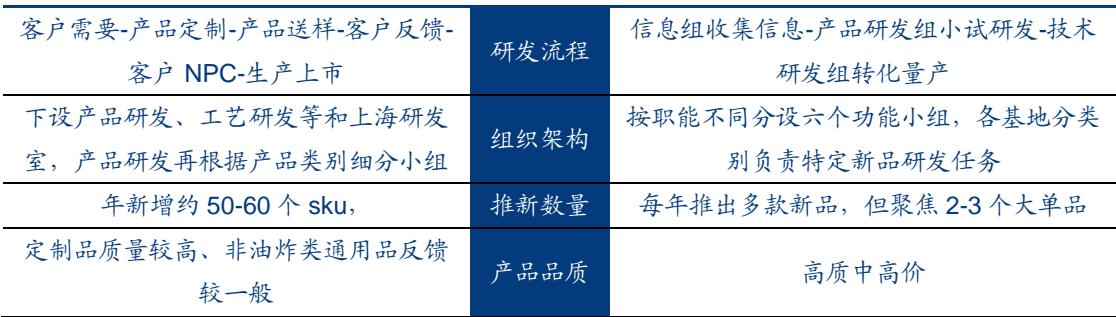 客户需要-产品定制-产品送样-客户反馈-
客户 NPC-生产上市
研发流程
信息组收集信息-产品研发组小试研发-技术
研发组转化量产
下设产品研发、工艺研发等和上海研发
室，产品研发再根据产品类别细分小组
组织架构
按职能不同分设六个功能小组，各基地分类
别负责特定新品研发任务
年新增约 50-60 个 sku，
推新数量
每年推出多款新品，但聚焦 2-3 个大单品
定制品质量较高、非油炸类通用品反馈
较一般
产品品质
高质中高价